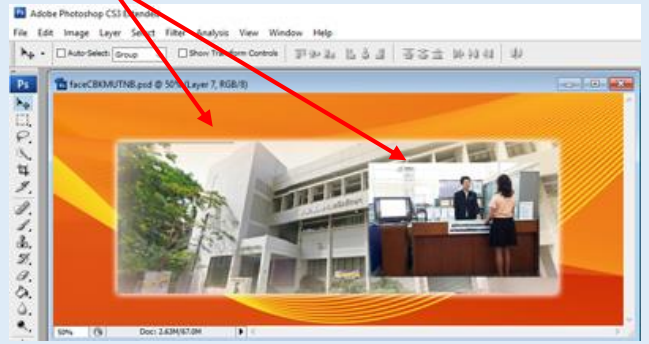 Adobe Photoshop CS3 Extended
File Edit Image Layer Select Filter Analysis View Window Help
Auto-Select: Group Show Transform Controls
Ps faceCBKMUTNB.psd @ 50% (Layer 7, RGB/8)
50% Doc: 2.63M/67.0M